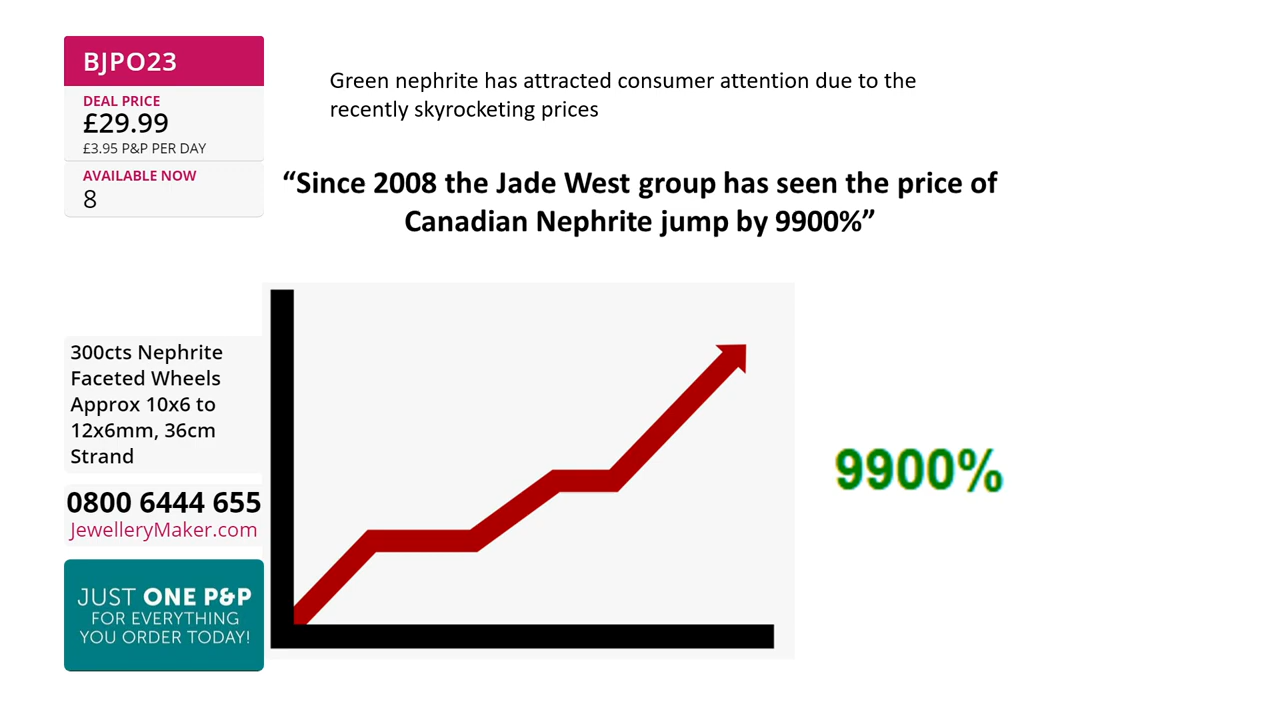 BJPO23
DEAL PRICE
£29.99
£3.95 P&P PER DAY
AVAILABLE NOW
8
Green nephrite has attracted consumer attention due to the
recently skyrocketing prices
“Since 2008 the Jade West group has seen the price of
Canadian Nephrite jump by 9900%”
300cts Nephrite
Faceted Wheels
Approx 10x6 to
12x6mm, 36cm
Strand
0800 6444 655
JewelleryMaker.com
JUST ONE P&P
FOR EVERYTHING
YOU ORDER TODAY!
9900%